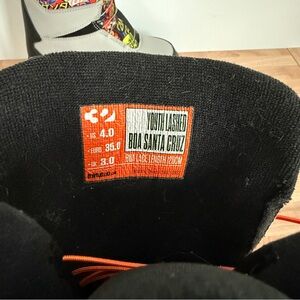 YOUTH LASHED
BOA SANTA CRUZ
BOA LACE LENGTH 120CM
- US 4.0
- EURO 35.0
- UK 3.0